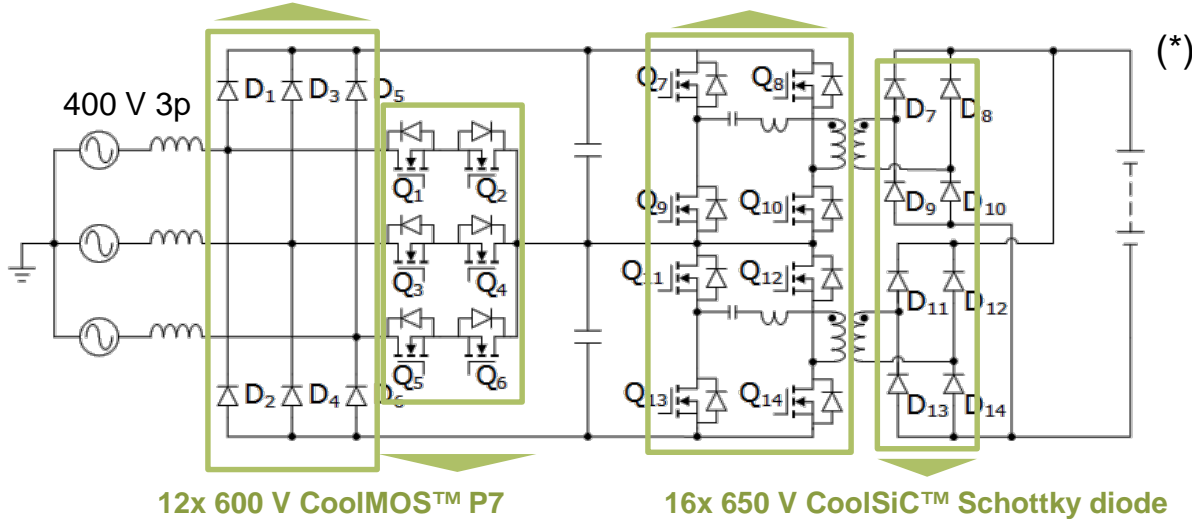 (*)
400 V 3p
D1 D3 D5
Q7 Q8
D7 D8
Q1 Q2
Q9 Q10
D9 D10
Q3 Q4
Q11 Q12
D11 D12
Q5 Q6
D2 D4 D6
Q13 Q14
D13 D14
12x 600 V CoolMOS™ P7
16x 650 V CoolSiC™ Schottky diode